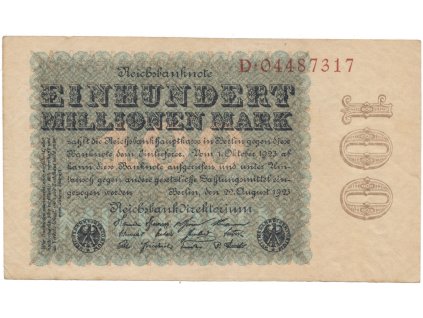 Reichsbanknote
D·04487317
EINHUNDERT
MILLIONEN MARK
zahlt die Reichsbankhauptkasse in Berlin gegen diese
Banknote dem Einlieferer. Vom 1. Oktober 1923 ab
kann diese Banknote aufgerufen und unter Um-
tausch gegen andere gesetzliche Zahlungsmittel ein-
gezogen werden
Berlin, den 22. August 1923
Reichsbankdirektorium
100